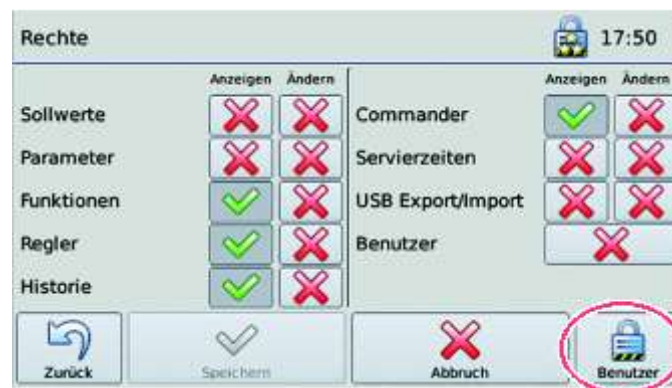 Rechte 17:50
Anzeigen Ändern Anzeigen Ändern
Sollwerte Commander
Parameter Servierzeiten
Funktionen USB Export/Import
Regler Benutzer
Historie
Zurück Speichern Abbruch Benutzer